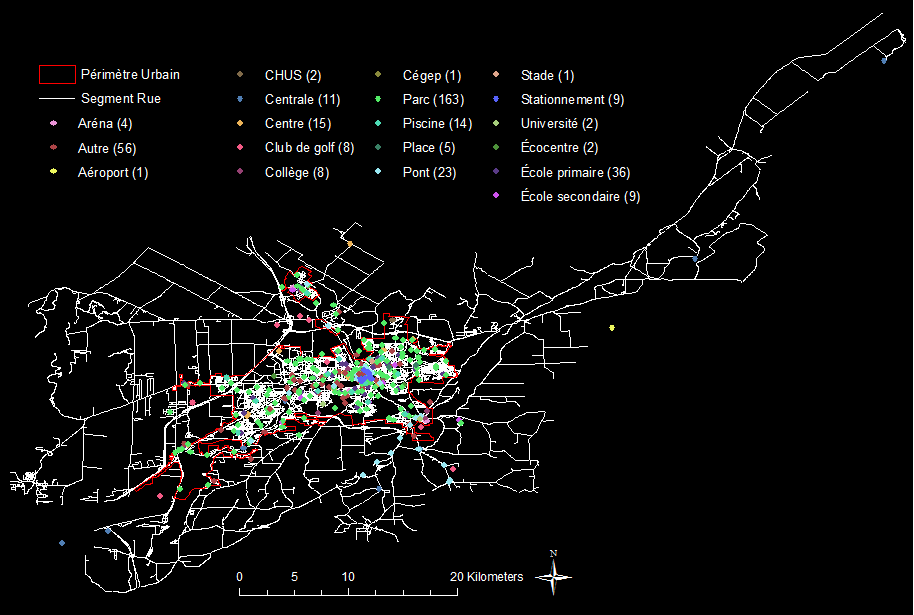 Périmètre Urbain
Segment Rue
Aréna (4)
Autre (56)
Aéroport (1)
CHUS (2)
Centrale (11)
Centre (15)
Club de golf (8)
Collège (8)
Cégep (1)
Parc (163)
Piscine (14)
Place (5)
Pont (23)
Stade (1)
Stationnement (9)
Université (2)
Écocentre (2)
École primaire (36)
École secondaire (9)
N
0 5 10 20 Kilometers